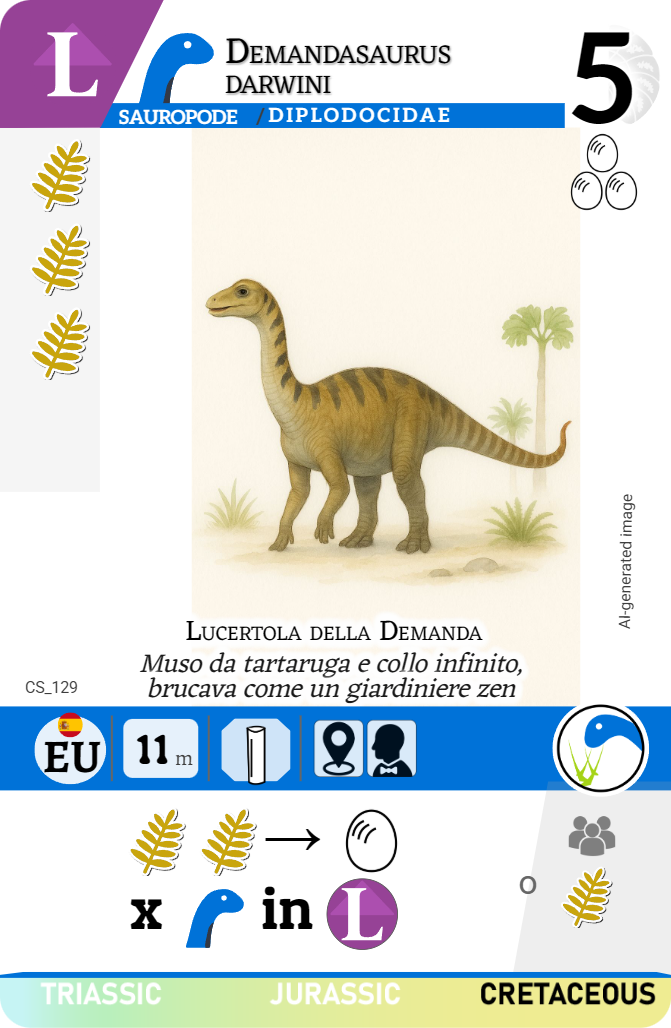 L
Demandasaurus
darwini
5
SAUROPODE / DIPLODOCIDAE
AI-generated image
Lucertola della Demanda
Muso da tartaruga e collo infinito,
brucava come un giardiniere zen
CS_129
EU
11 m
x in L
o
TRIASSIC JURASSIC CRETACEOUS